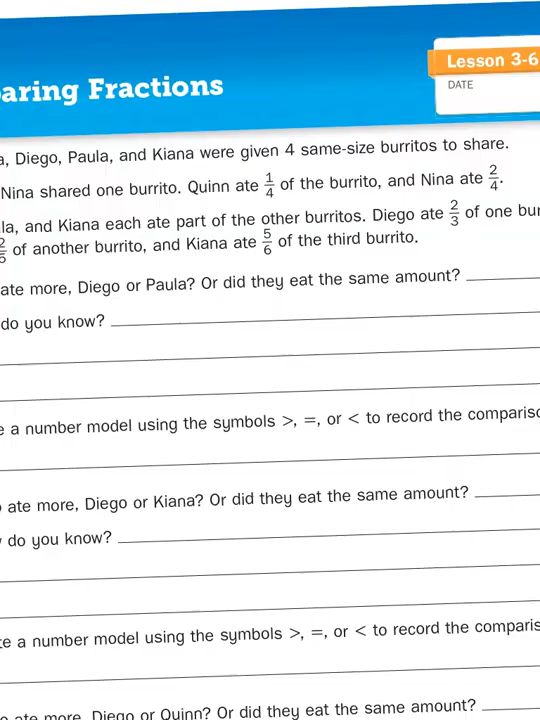 aring Fractions
Lesson 3-6
DATE
a, Diego, Paula, and Kiana were given 4 same-size burritos to share.
Nina shared one burrito. Quinn ate 1/4 of the burrito, and Nina ate 2/4.
la, and Kiana each ate part of the other burritos. Diego ate 2/3 of one bur
of another burrito, and Kiana ate 5/6 of the third burrito.
ate more, Diego or Paula? Or did they eat the same amount?
do you know?
e a number model using the symbols >, =, or < to record the compariso
ate more, Diego or Kiana? Or did they eat the same amount?
do you know?
te a number model using the symbols >, =, or < to record the comparis
o ate more, Diego or Quinn? Or did they eat the same amount?